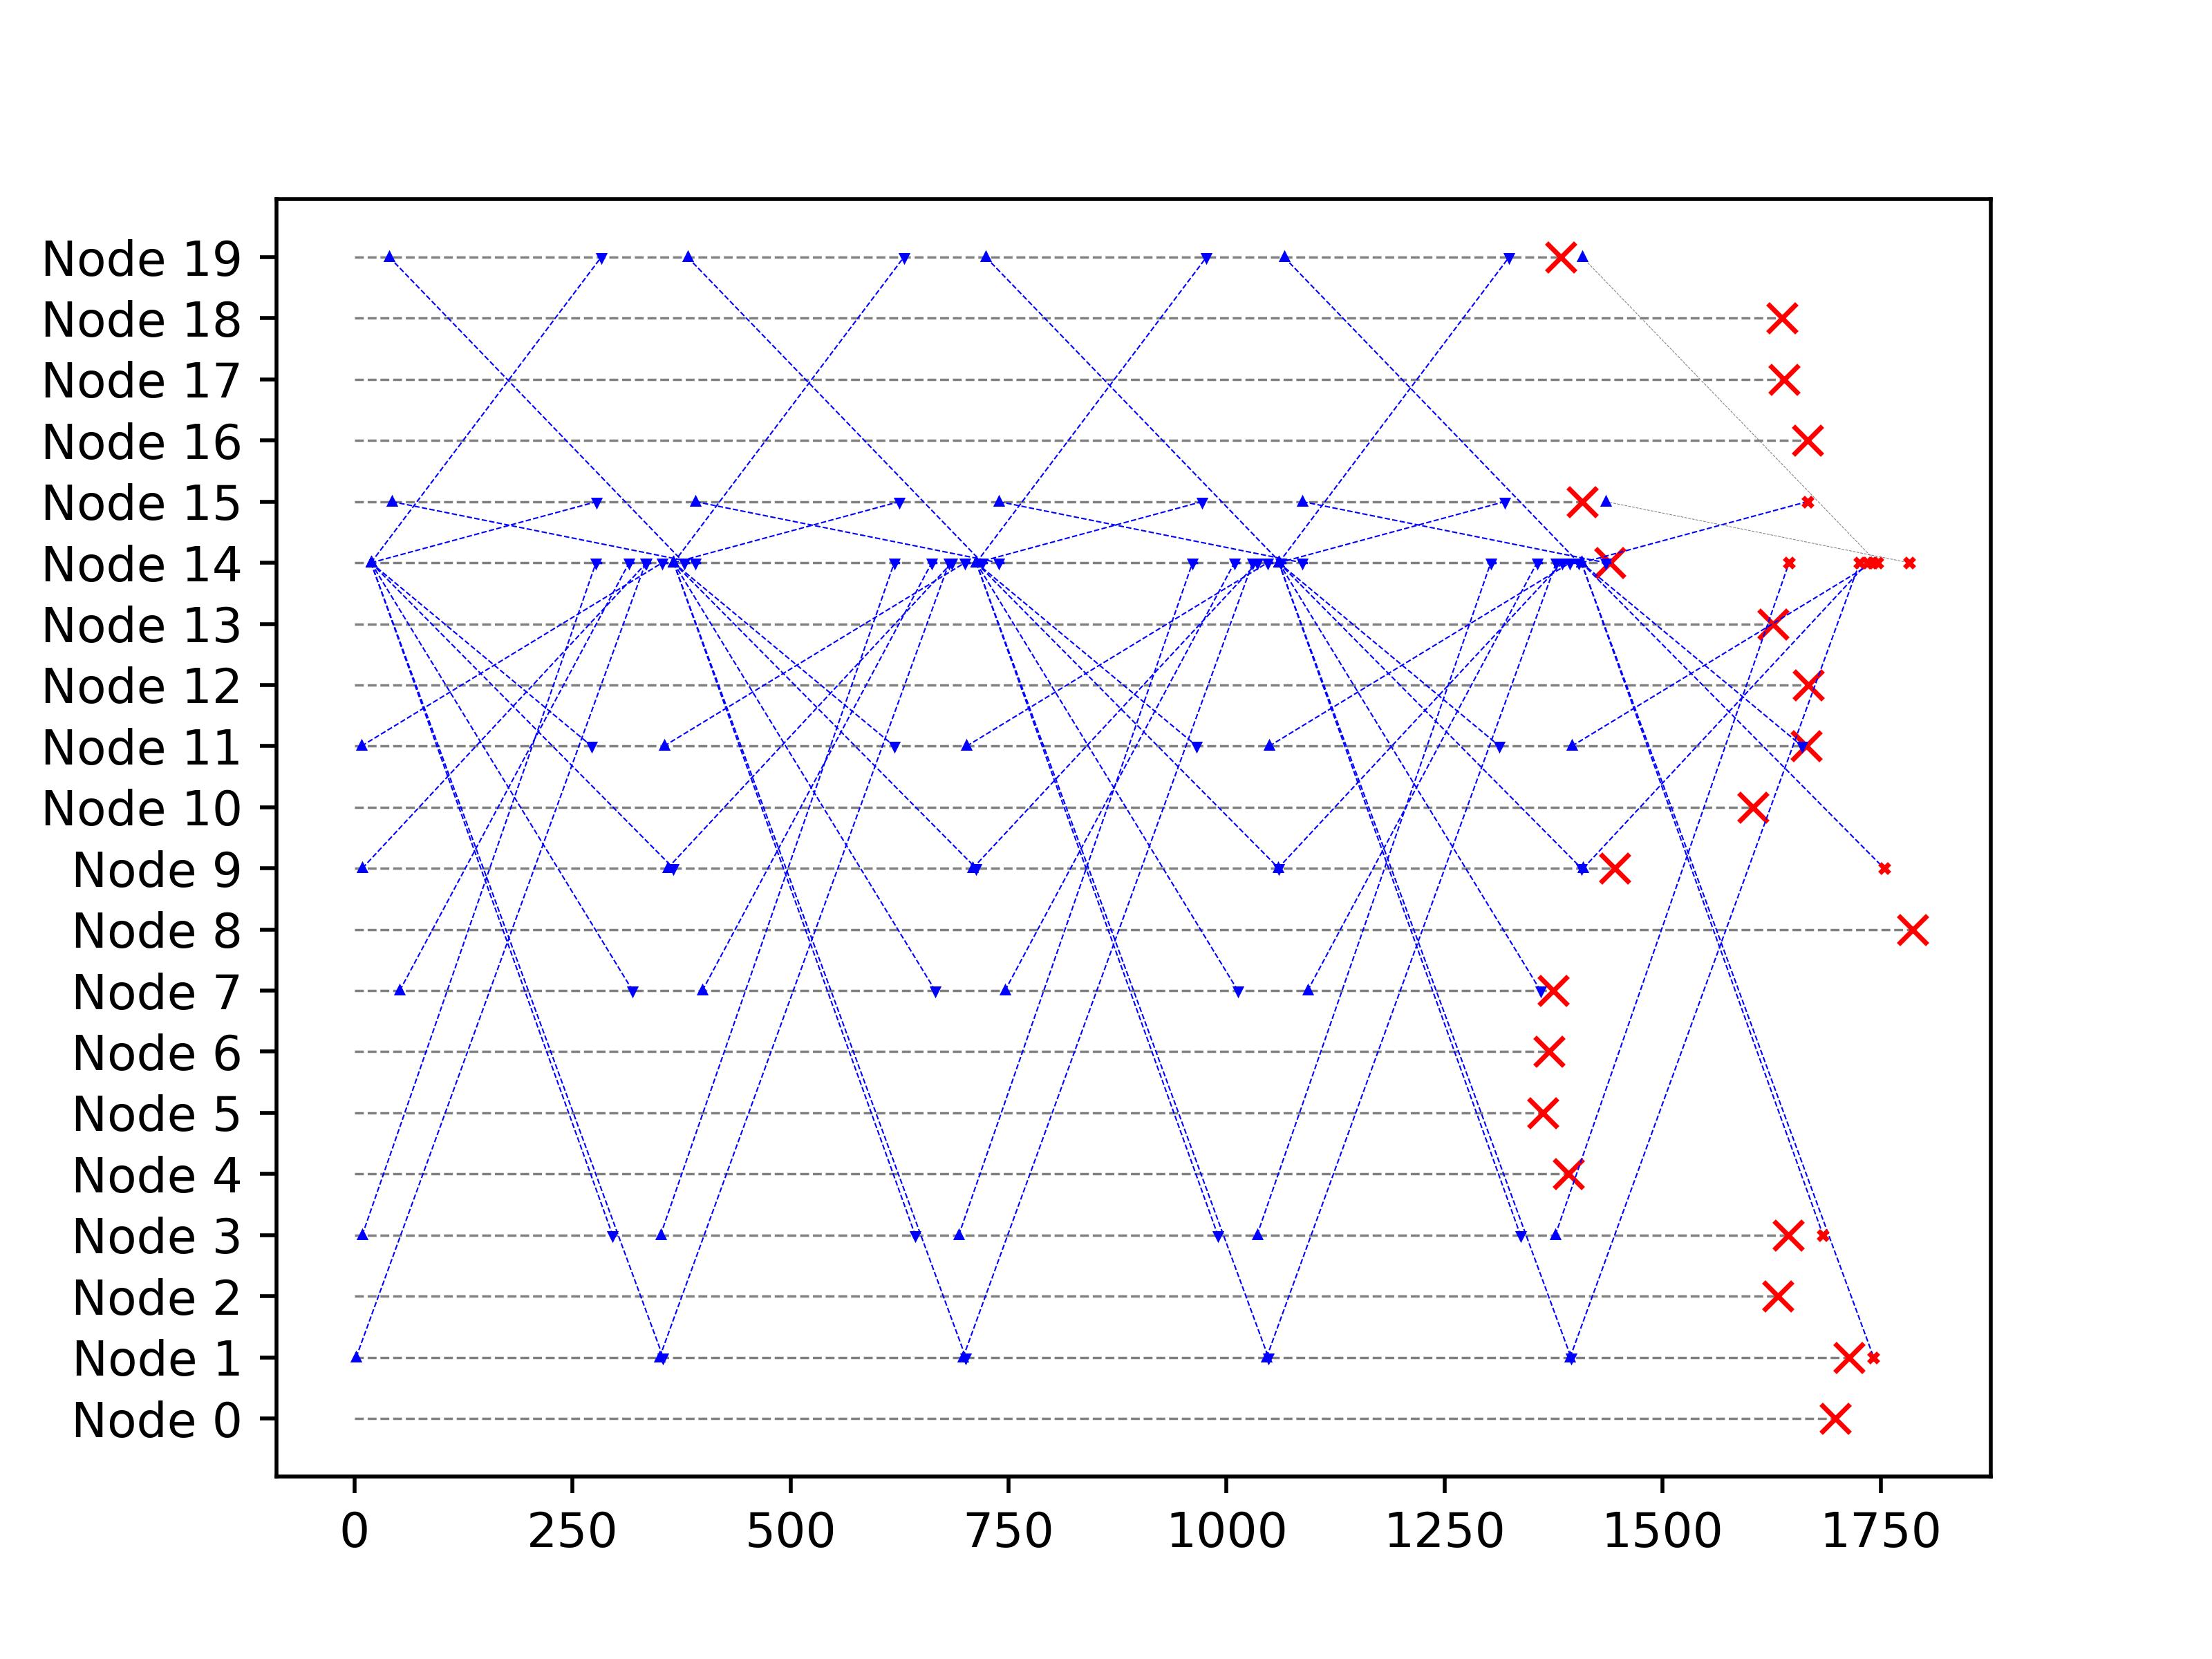 Node 19
Node 18
Node 17
Node 16
Node 15
Node 14
Node 13
Node 12
Node 11
Node 10
Node 9
Node 8
Node 7
Node 6
Node 5
Node 4
Node 3
Node 2
Node 1
Node 0
0 250 500 750 1000 1250 1500 1750